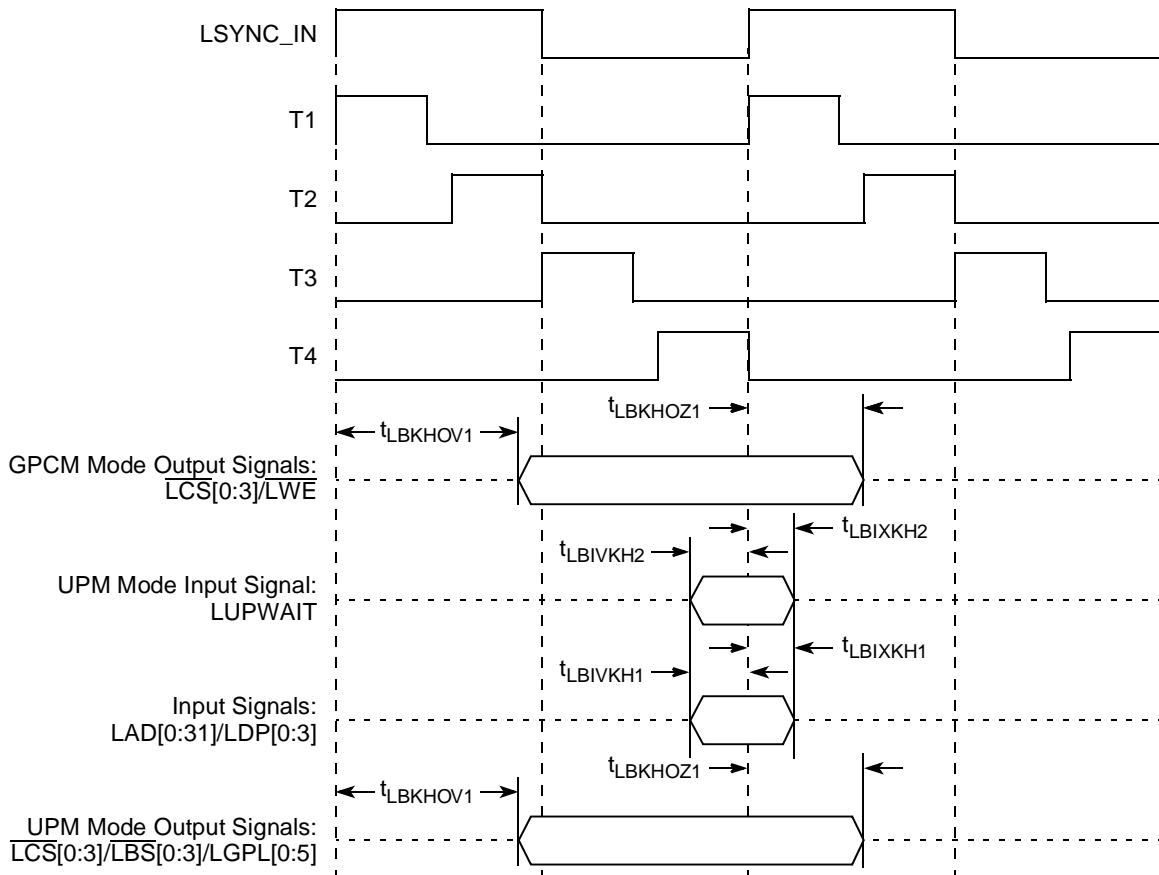 LSYNC_IN
T1
T2
T3
T4
tLBKHOZ1
tLBKHOV1
GPCM Mode Output Signals:
LCS[0:3]/LWE
tLBIXKH2
tLBIVKH2
UPM Mode Input Signal:
LUPWAIT
tLBIXKH1
tLBIVKH1
Input Signals:
LAD[0:31]/LDP[0:3]
tLBKHOZ1
tLBKHOV1
UPM Mode Output Signals:
LCS[0:3]/LBS[0:3]/LGPL[0:5]